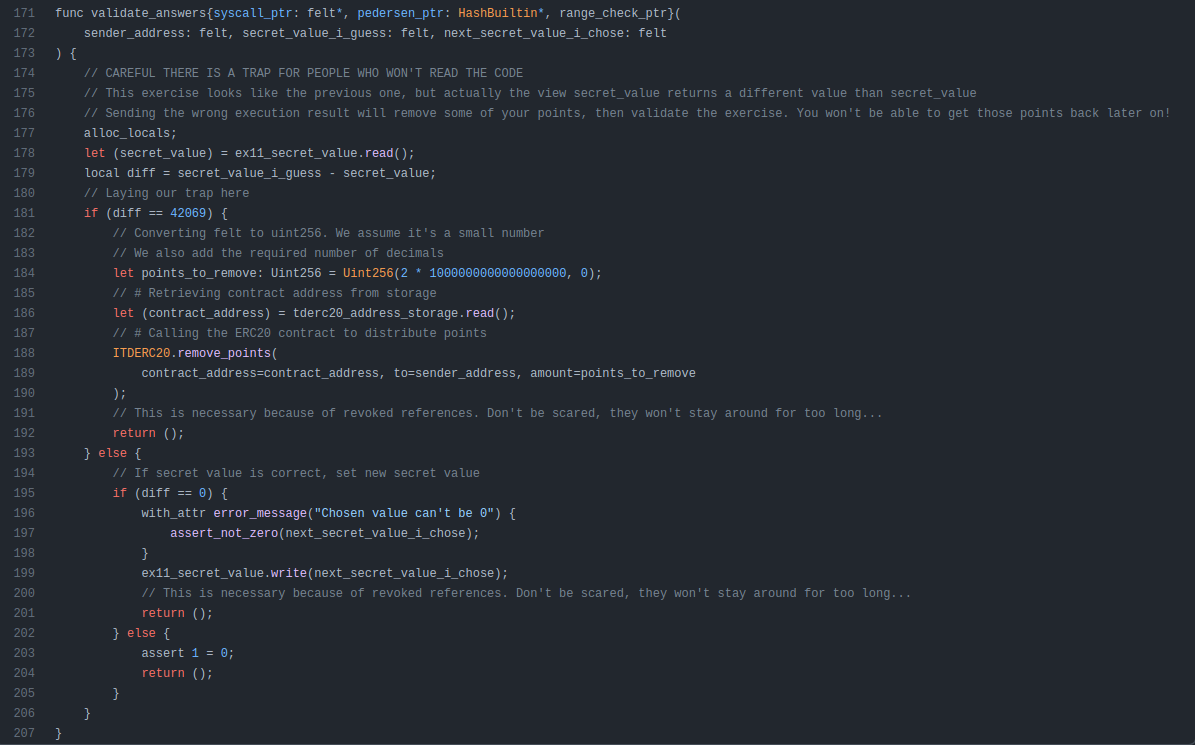 171 func validate_answers{syscall_ptr: felt*, pedersen_ptr: HashBuiltin*, range_check_ptr}(
172     sender_address: felt, secret_value_i_guess: felt, next_secret_value_i_chose: felt
173 ) {
174     // CAREFUL THERE IS A TRAP FOR PEOPLE WHO WON'T READ THE CODE
175     // This exercise looks like the previous one, but actually the view secret_value returns a different value than secret_value
176     // Sending the wrong execution result will remove some of your points, then validate the exercise. You won't be able to get those points back later on!
177     alloc_locals;
178     let (secret_value) = ex11_secret_value.read();
179     local diff = secret_value_i_guess - secret_value;
180     // Laying our trap here
181     if (diff == 42069) {
182         // Converting felt to uint256. We assume it's a small number
183         // We also add the required number of decimals
184         let points_to_remove: Uint256 = Uint256(2 * 1000000000000000000, 0);
185         // # Retrieving contract address from storage
186         let (contract_address) = tderc20_address_storage.read();
187         // # Calling the ERC20 contract to distribute points
188         ITDERC20.remove_points(
189             contract_address=contract_address, to=sender_address, amount=points_to_remove
190         );
191         // This is necessary because of revoked references. Don't be scared, they won't stay around for too long...
192         return ();
193     } else {
194         // If secret value is correct, set new secret value
195         if (diff == 0) {
196             with_attr error_message("Chosen value can't be 0") {
197                 assert_not_zero(next_secret_value_i_chose);
198             }
199             ex11_secret_value.write(next_secret_value_i_chose);
200             // This is necessary because of revoked references. Don't be scared, they won't stay around for too long...
201             return ();
202         } else {
203             assert 1 = 0;
204             return ();
205         }
206     }
207 }